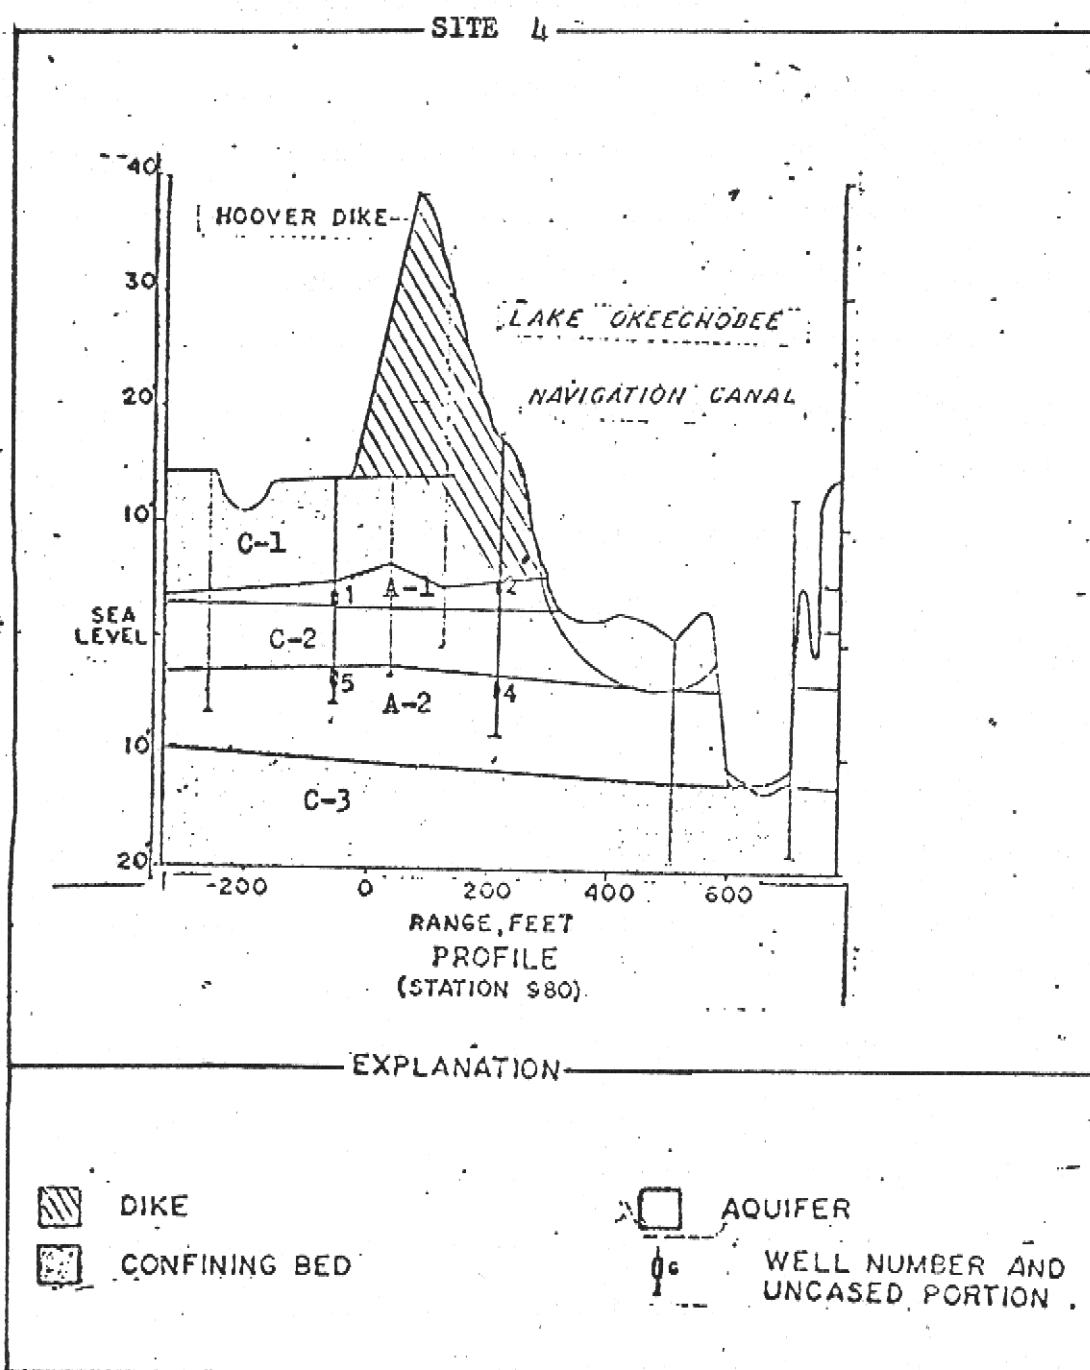 SITE 4
40
HOOVER DIKE
30
LAKE OKEECHOBEE
20
NAVIGATION CANAL
10
C-1
1
A-1
2
SEA
LEVEL
C-2
5
A-2
4
10
C-3
20
-200 0 200 400 600
RANGE, FEET
PROFILE
(STATION 980)
EXPLANATION
DIKE
AQUIFER
CONFINING BED
6
WELL NUMBER AND
UNCASED PORTION